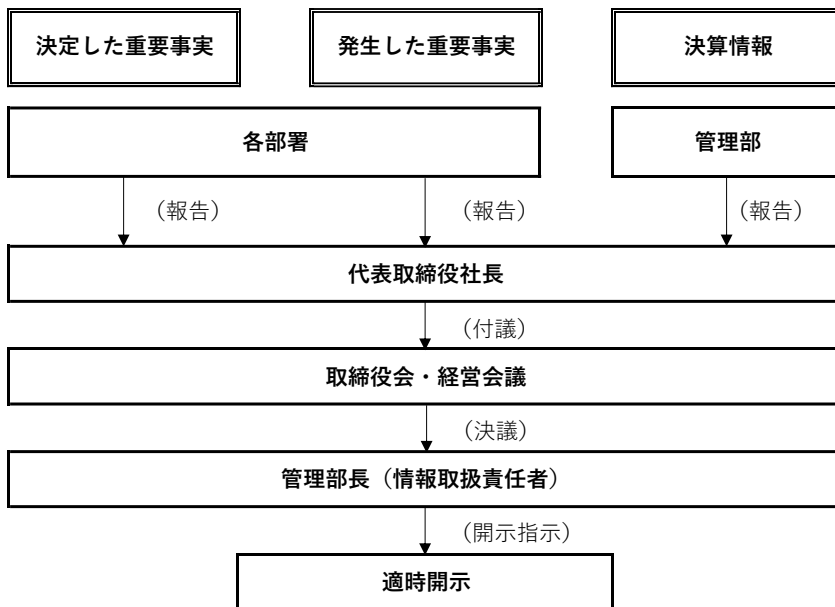 決定した重要事実
発生した重要事実
決算情報
各部署
管理部
（報告）
（報告）
（報告）
代表取締役社長
（付議）
取締役会・経営会議
（決議）
管理部長（情報取扱責任者）
（開示指示）
適時開示